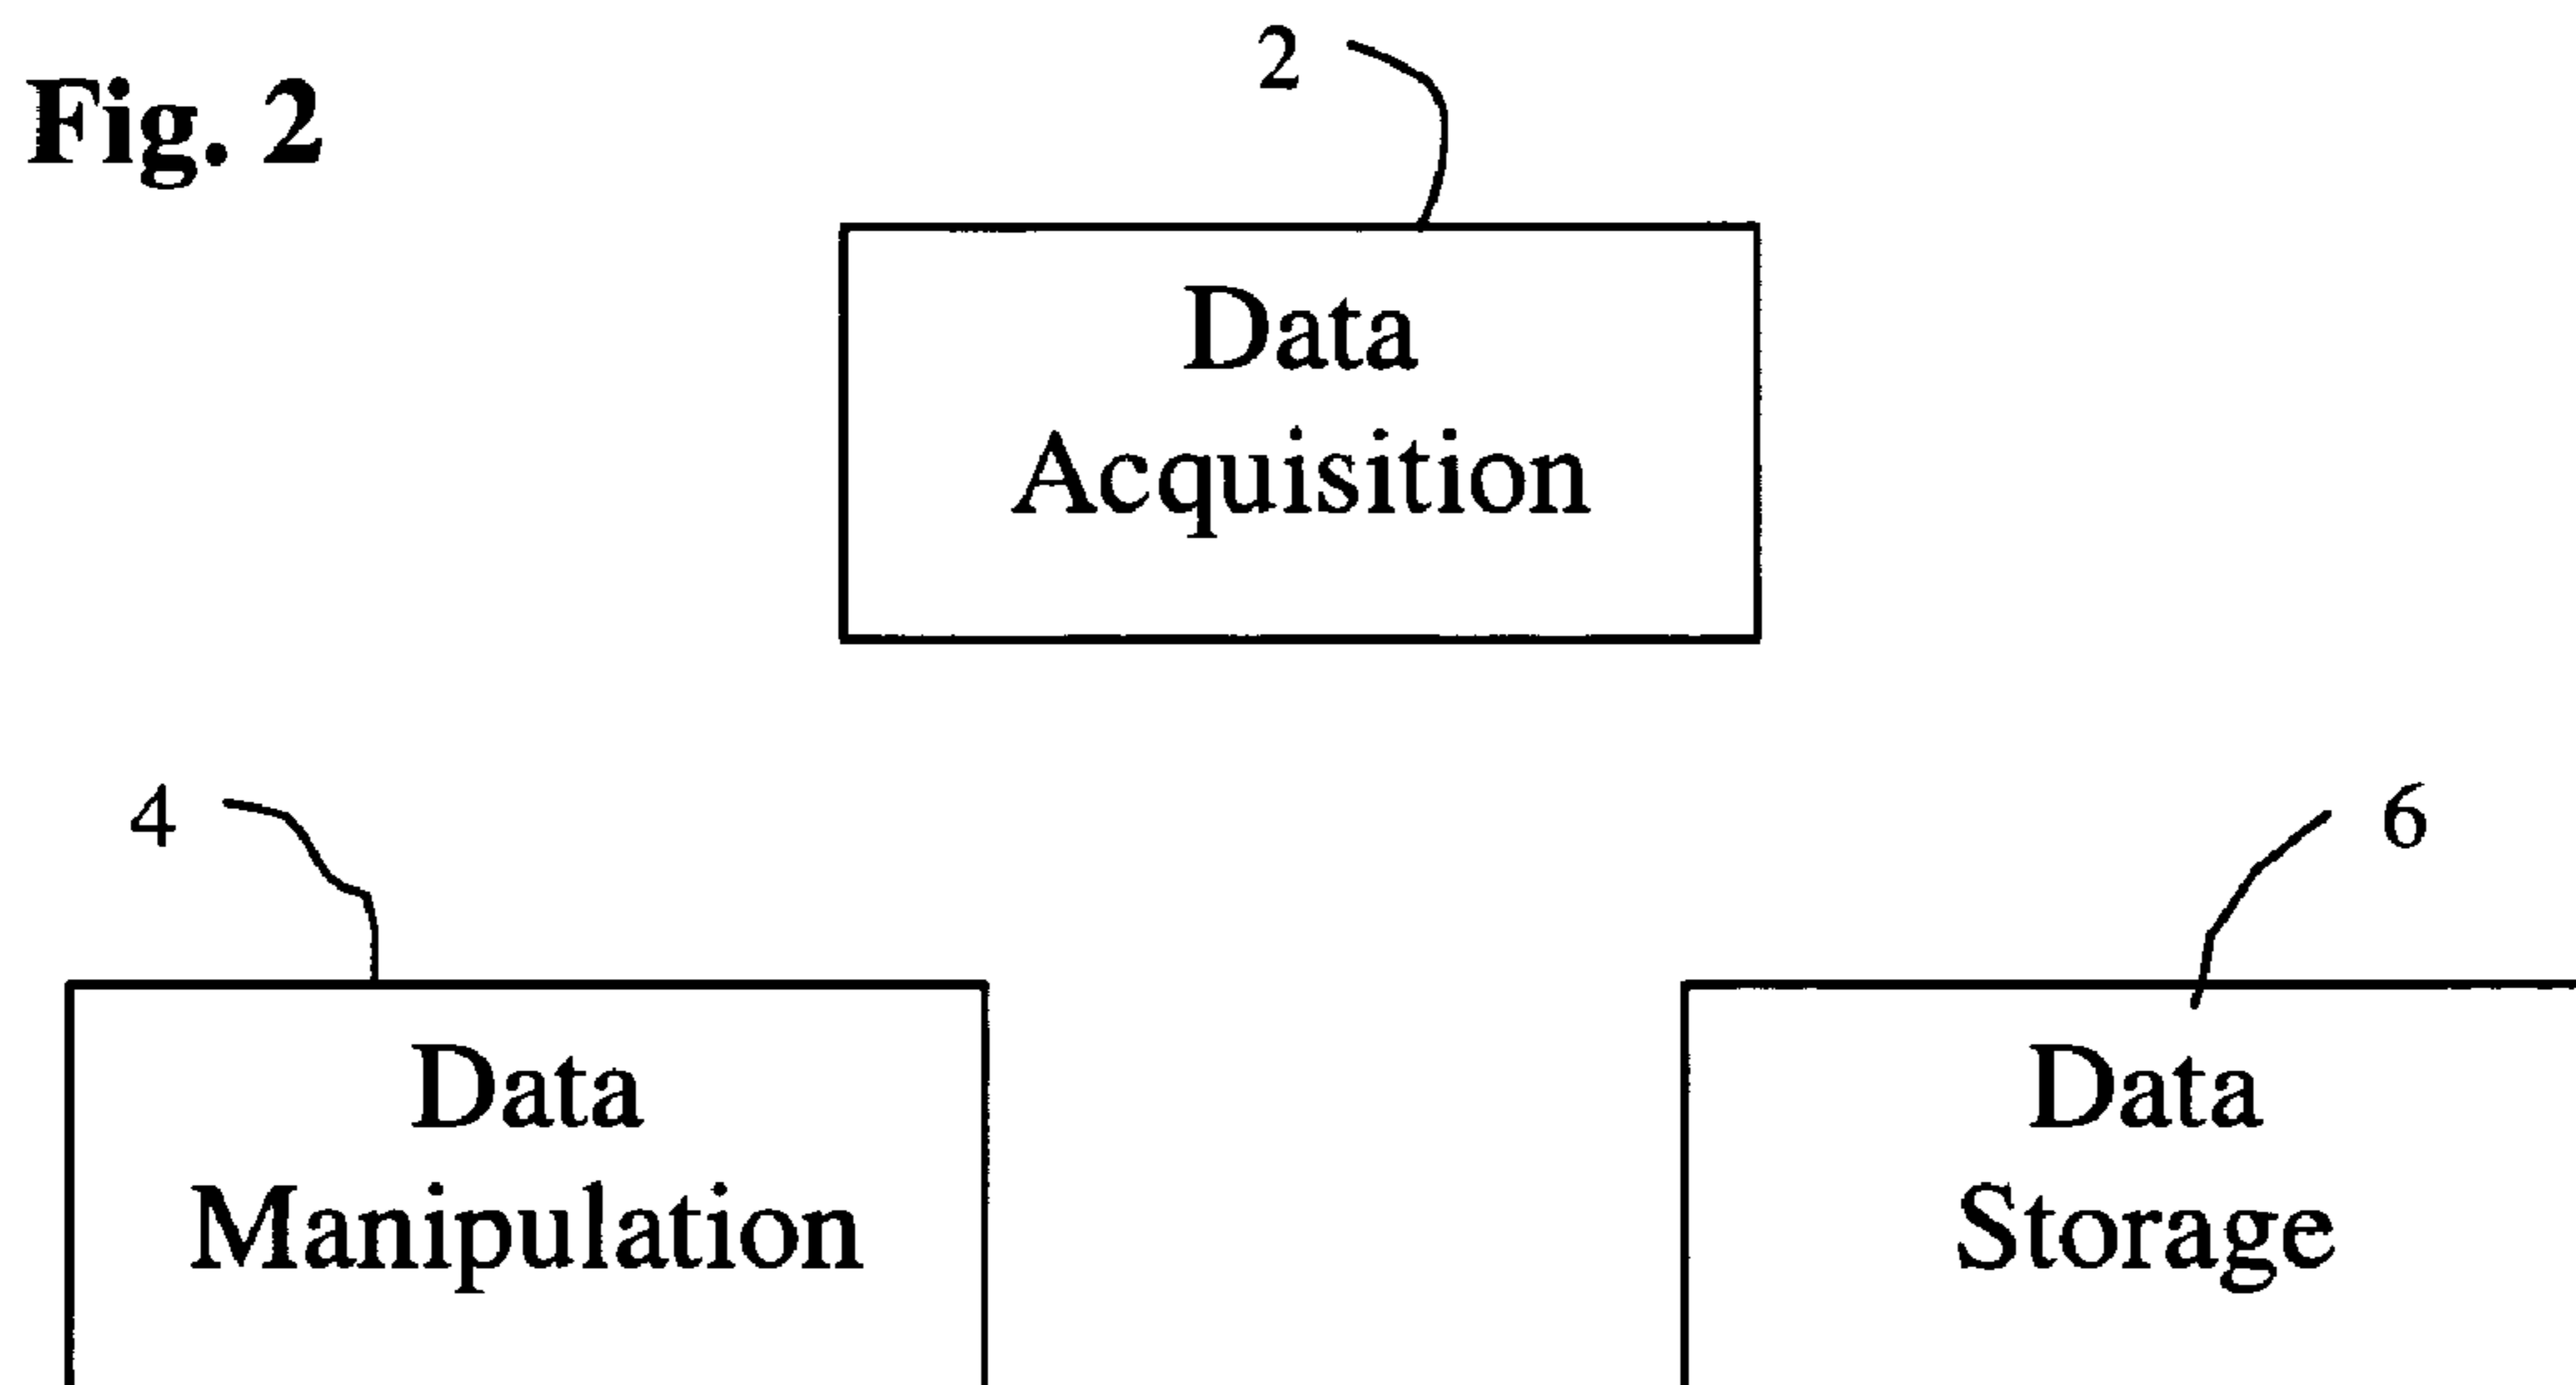 Fig. 2
2
Data
Acquisition
4
6
Data
Manipulation
Data
Storage